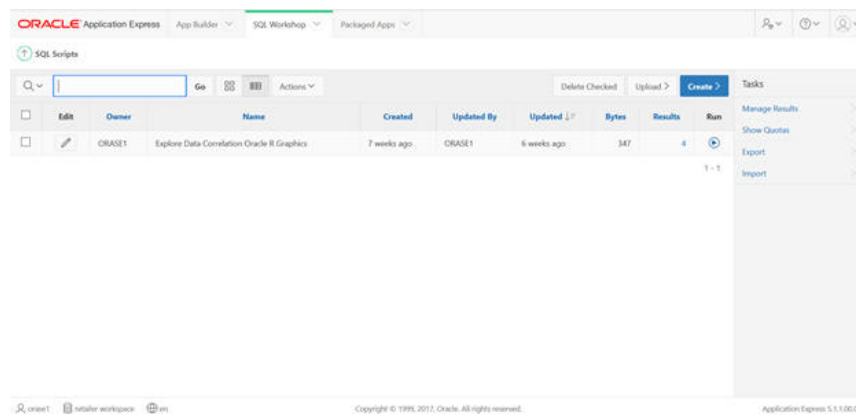 ORACLE Application Express App Builder SQL Workshop Packaged Apps
SQL Scripts
Go Actions Delete Checked Upload > Create > Tasks
Edit Owner Name Created Updated By Updated Bytes Results Run
ORASE1 Explore Data Correlation Oracle R Graphics 7 weeks ago ORASE1 6 weeks ago 347 4
1 - 1
Manage Results
Show Quotas
Export
Import
orase1 retailer workspace en Copyright © 1999, 2017, Oracle. All rights reserved. Application Express 5.1.1.00.0